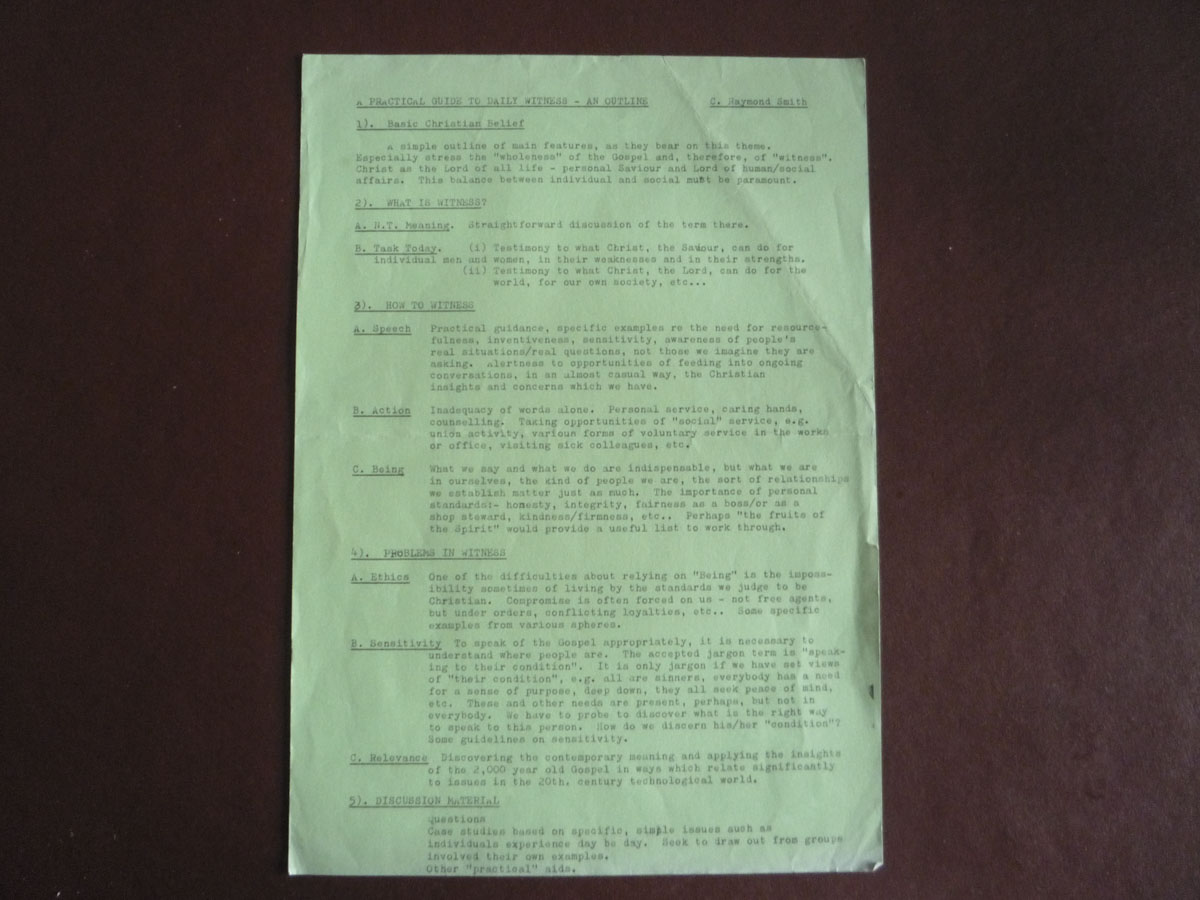 A PRACTICAL GUIDE TO DAILY WITNESS - AN OUTLINE C. Raymond Smith
1). Basic Christian Belief
A simple outline of main features, as they bear on this theme.
Especially stress the "wholeness" of the Gospel and, therefore, of "witness".
Christ as the Lord of all life - personal Saviour and Lord of human/social
affairs. This balance between individual and social must be paramount.
2). WHAT IS WITNESS?
A. N.T. Meaning. Straightforward discussion of the term there.
B. Task Today. (i) Testimony to what Christ, the Saviour, can do for
individual men and women, in their weaknesses and in their strengths.
(ii) Testimony to what Christ, the Lord, can do for the
world, for our own society, etc...
3). HOW TO WITNESS
A. Speech Practical guidance, specific examples re the need for resource-
fulness, inventiveness, sensitivity, awareness of people's
real situations/real questions, not those we imagine they are
asking. Alertness to opportunities of feeding into ongoing
conversations, in an almost casual way, the Christian
insights and concerns which we have.
B. Action Inadequacy of words alone. Personal service, caring hands,
counselling. Taking opportunities of "social" service, e.g.
union activity, various forms of voluntary service in the works
or office, visiting sick colleagues, etc.
C. Being What we say and what we do are indispensable, but what we are
in ourselves, the kind of people we are, the sort of relationships
we establish matter just as much. The importance of personal
standards:- honesty, integrity, fairness as a boss/or as a
shop steward, kindness/firmness, etc.. Perhaps "the fruits of
the Spirit" would provide a useful list to work through.
4). PROBLEMS IN WITNESS
A. Ethics One of the difficulties about relying on "Being" is the imposs-
ibility sometimes of living by the standards we judge to be
Christian. Compromise is often forced on us - not free agents,
but under orders, conflicting loyalties, etc.. Some specific
examples from various spheres.
B. Sensitivity To speak of the Gospel appropriately, it is necessary to
understand where people are. The accepted jargon term is "speak-
ing to their condition". It is only jargon if we have set views
of "their condition", e.g. all are sinners, everybody has a need
for a sense of purpose, deep down, they all seek peace of mind,
etc. These and other needs are present, perhaps, but not in
everybody. We have to probe to discover what is the right way
to speak to this person. How do we discern his/her "condition"?
Some guidelines on sensitivity.
C. Relevance Discovering the contemporary meaning and applying the insights
of the 2,000 year old Gospel in ways which relate significantly
to issues in the 20th. century technological world.
5). DISCUSSION MATERIAL
Questions
Case studies based on specific, simple issues such as
individuals experience day be day. Seek to draw out from groups
involved their own examples.
Other "practical" aids.